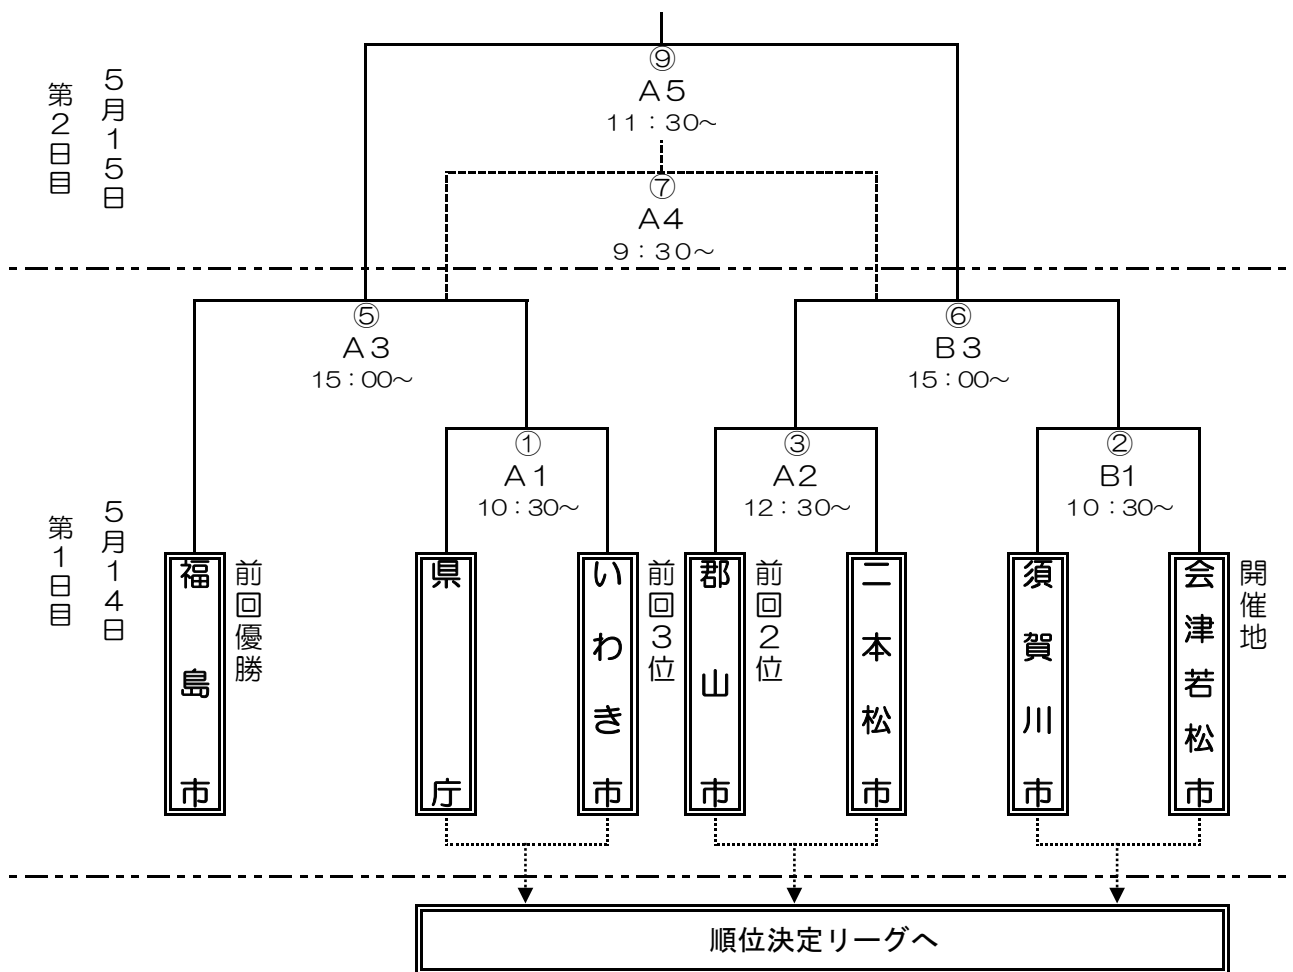 ⑨
A5
11：30～
5月15日
第2日目
⑦
A4
9：30～
⑤
A3
15：00～
⑥
B3
15：00～
①
A1
10：30～
③
A2
12：30～
②
B1
10：30～
5月14日
第1日目
福島市
前回優勝
県庁
いわき市
前回3位
郡山市
前回2位
二本松市
須賀川市
会津若松市
開催地
順位決定リーグへ